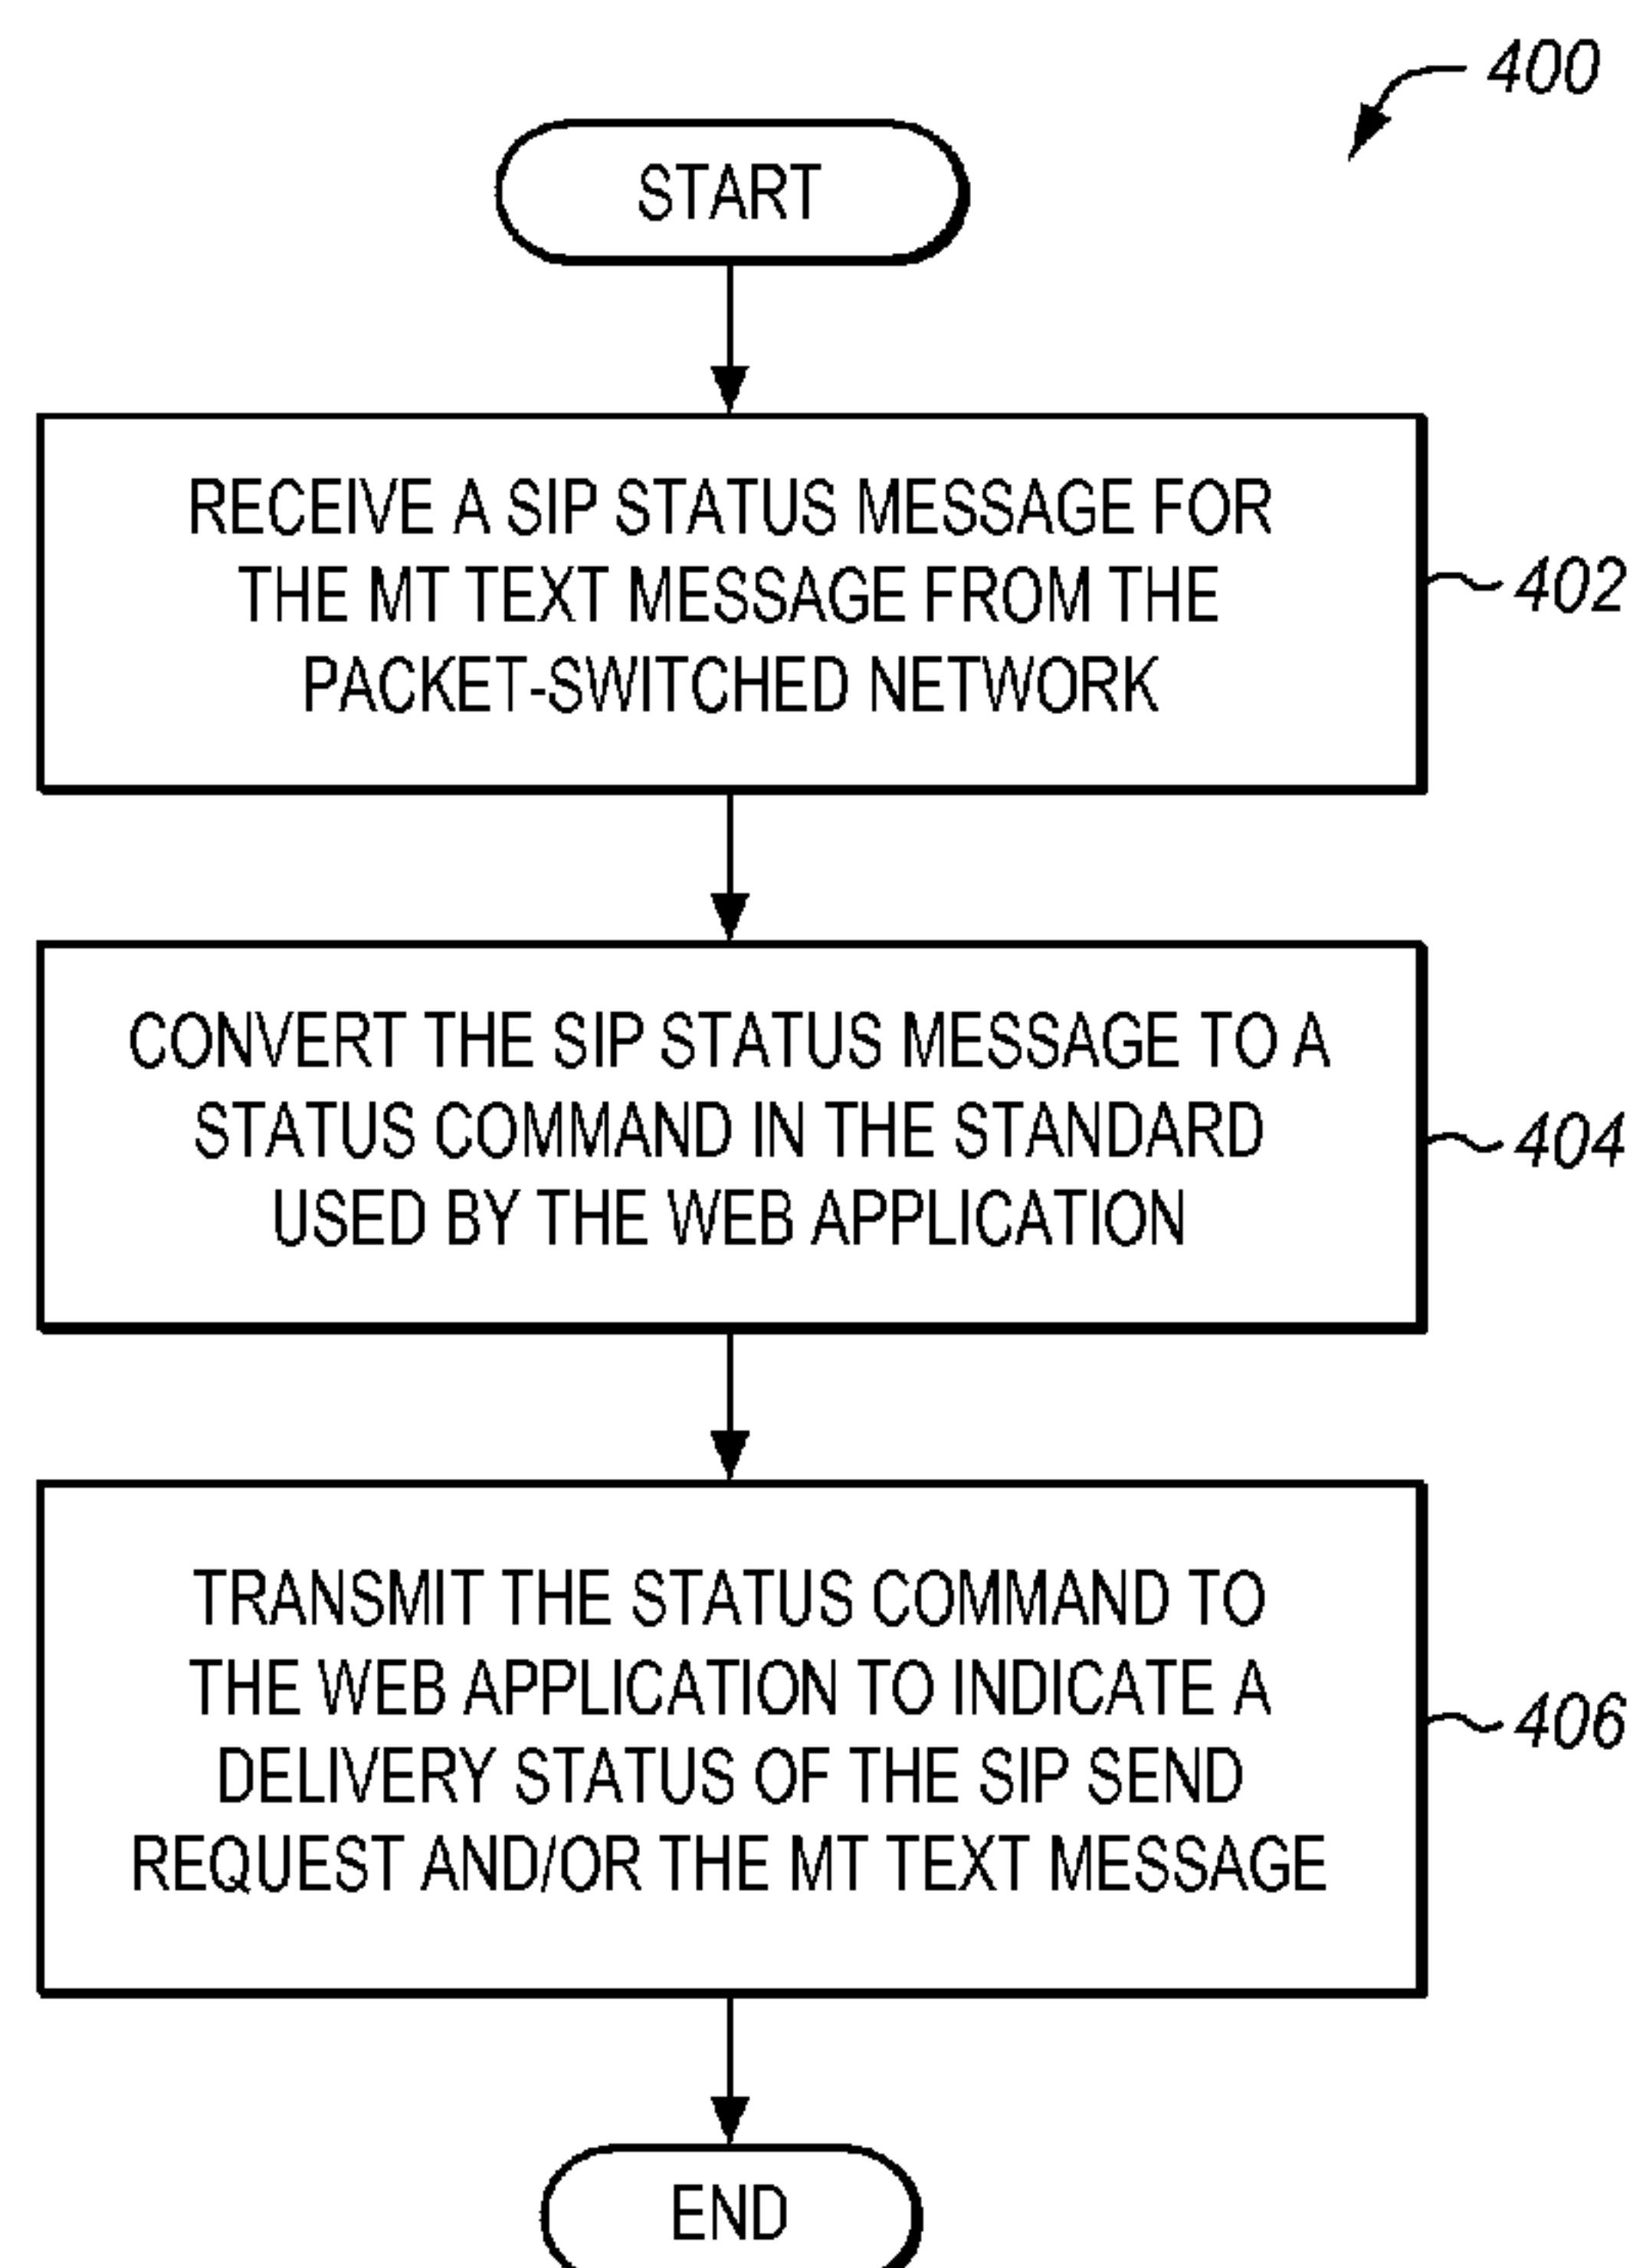 400
START
RECEIVE A SIP STATUS MESSAGE FOR
THE MT TEXT MESSAGE FROM THE
PACKET-SWITCHED NETWORK
402
CONVERT THE SIP STATUS MESSAGE TO A
STATUS COMMAND IN THE STANDARD
USED BY THE WEB APPLICATION
404
TRANSMIT THE STATUS COMMAND TO
THE WEB APPLICATION TO INDICATE A
DELIVERY STATUS OF THE SIP SEND
REQUEST AND/OR THE MT TEXT MESSAGE
406
END